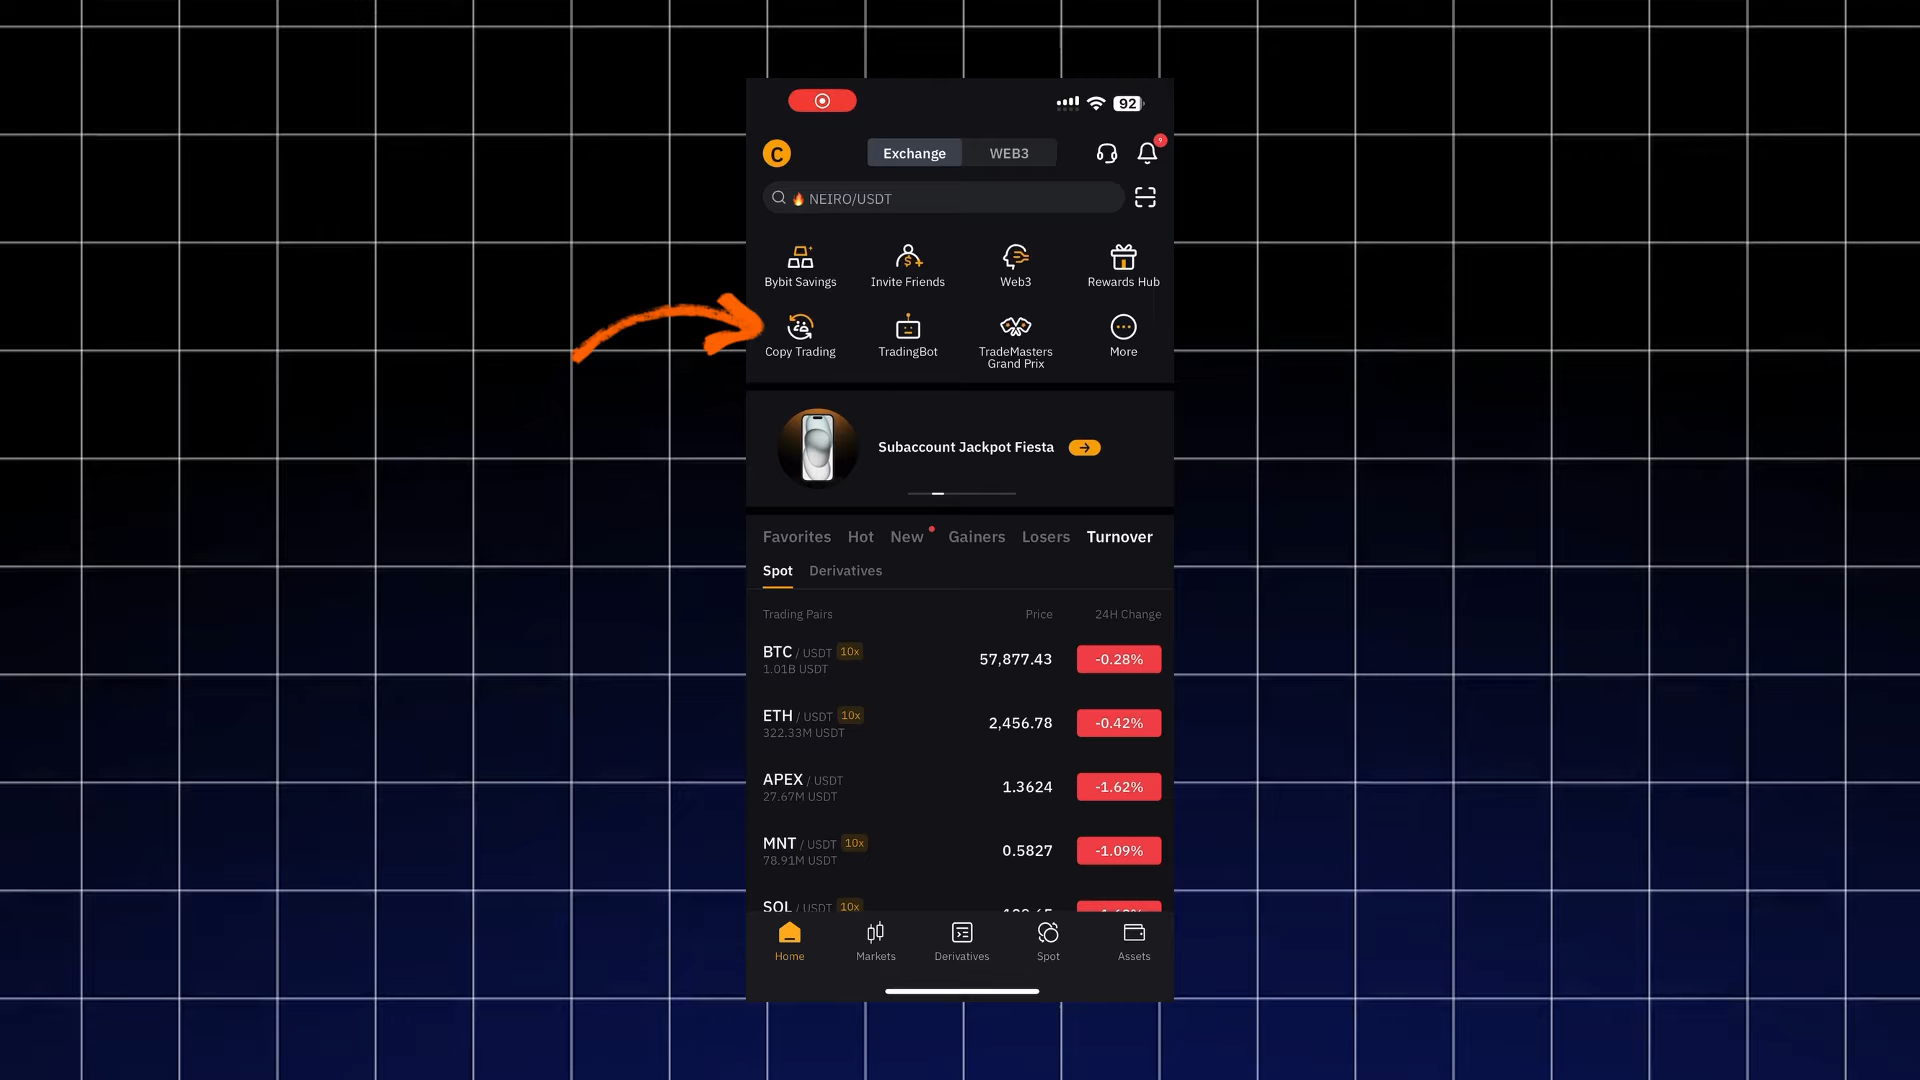 92
C
Exchange WEB3
🔥 NEIRO/USDT
Bybit Savings Invite Friends Web3 Rewards Hub
Copy Trading TradingBot TradeMasters More
Grand Prix
Subaccount Jackpot Fiesta
Favorites Hot New Gainers Losers Turnover
Spot Derivatives
Trading Pairs Price 24H Change
BTC / USDT 10x 57,877.43 -0.28%
1.01B USDT
ETH / USDT 10x 2,456.78 -0.42%
322.33M USDT
APEX / USDT 1.3624 -1.62%
27.67M USDT
MNT / USDT 10x 0.5827 -1.09%
78.91M USDT
SOL / USDT 10x
Home Markets Derivatives Spot Assets